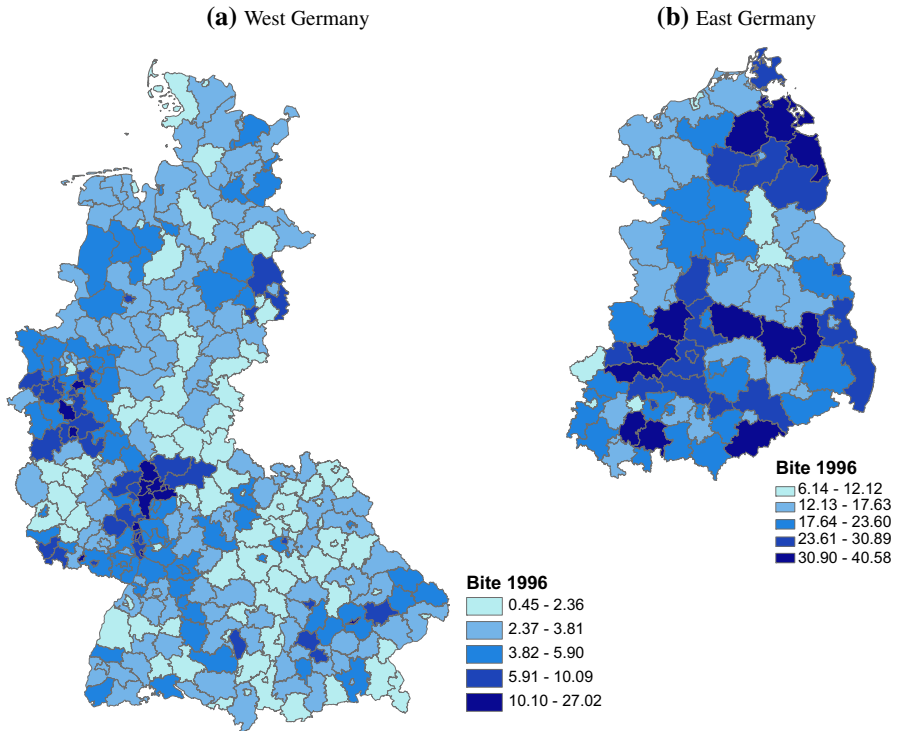 (a) West Germany
(b) East Germany
Bite 1996
6.14 - 12.12
12.13 - 17.63
17.64 - 23.60
23.61 - 30.89
30.90 - 40.58
Bite 1996
0.45 - 2.36
2.37 - 3.81
3.82 - 5.90
5.91 - 10.09
10.10 - 27.02